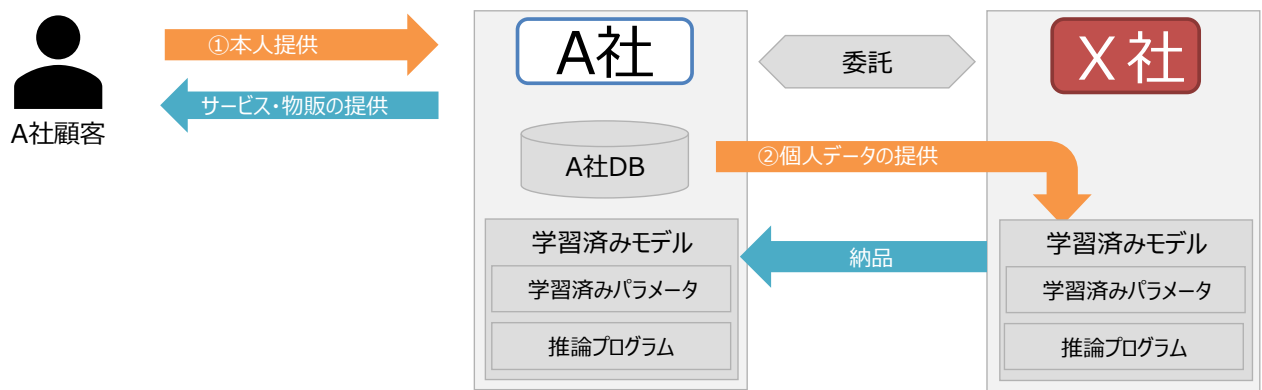 ①本人提供
サービス・物販の提供
A社顧客
A社
委託
X社
A社DB
②個人データの提供
学習済みモデル
学習済みパラメータ
推論プログラム
納品
学習済みモデル
学習済みパラメータ
推論プログラム